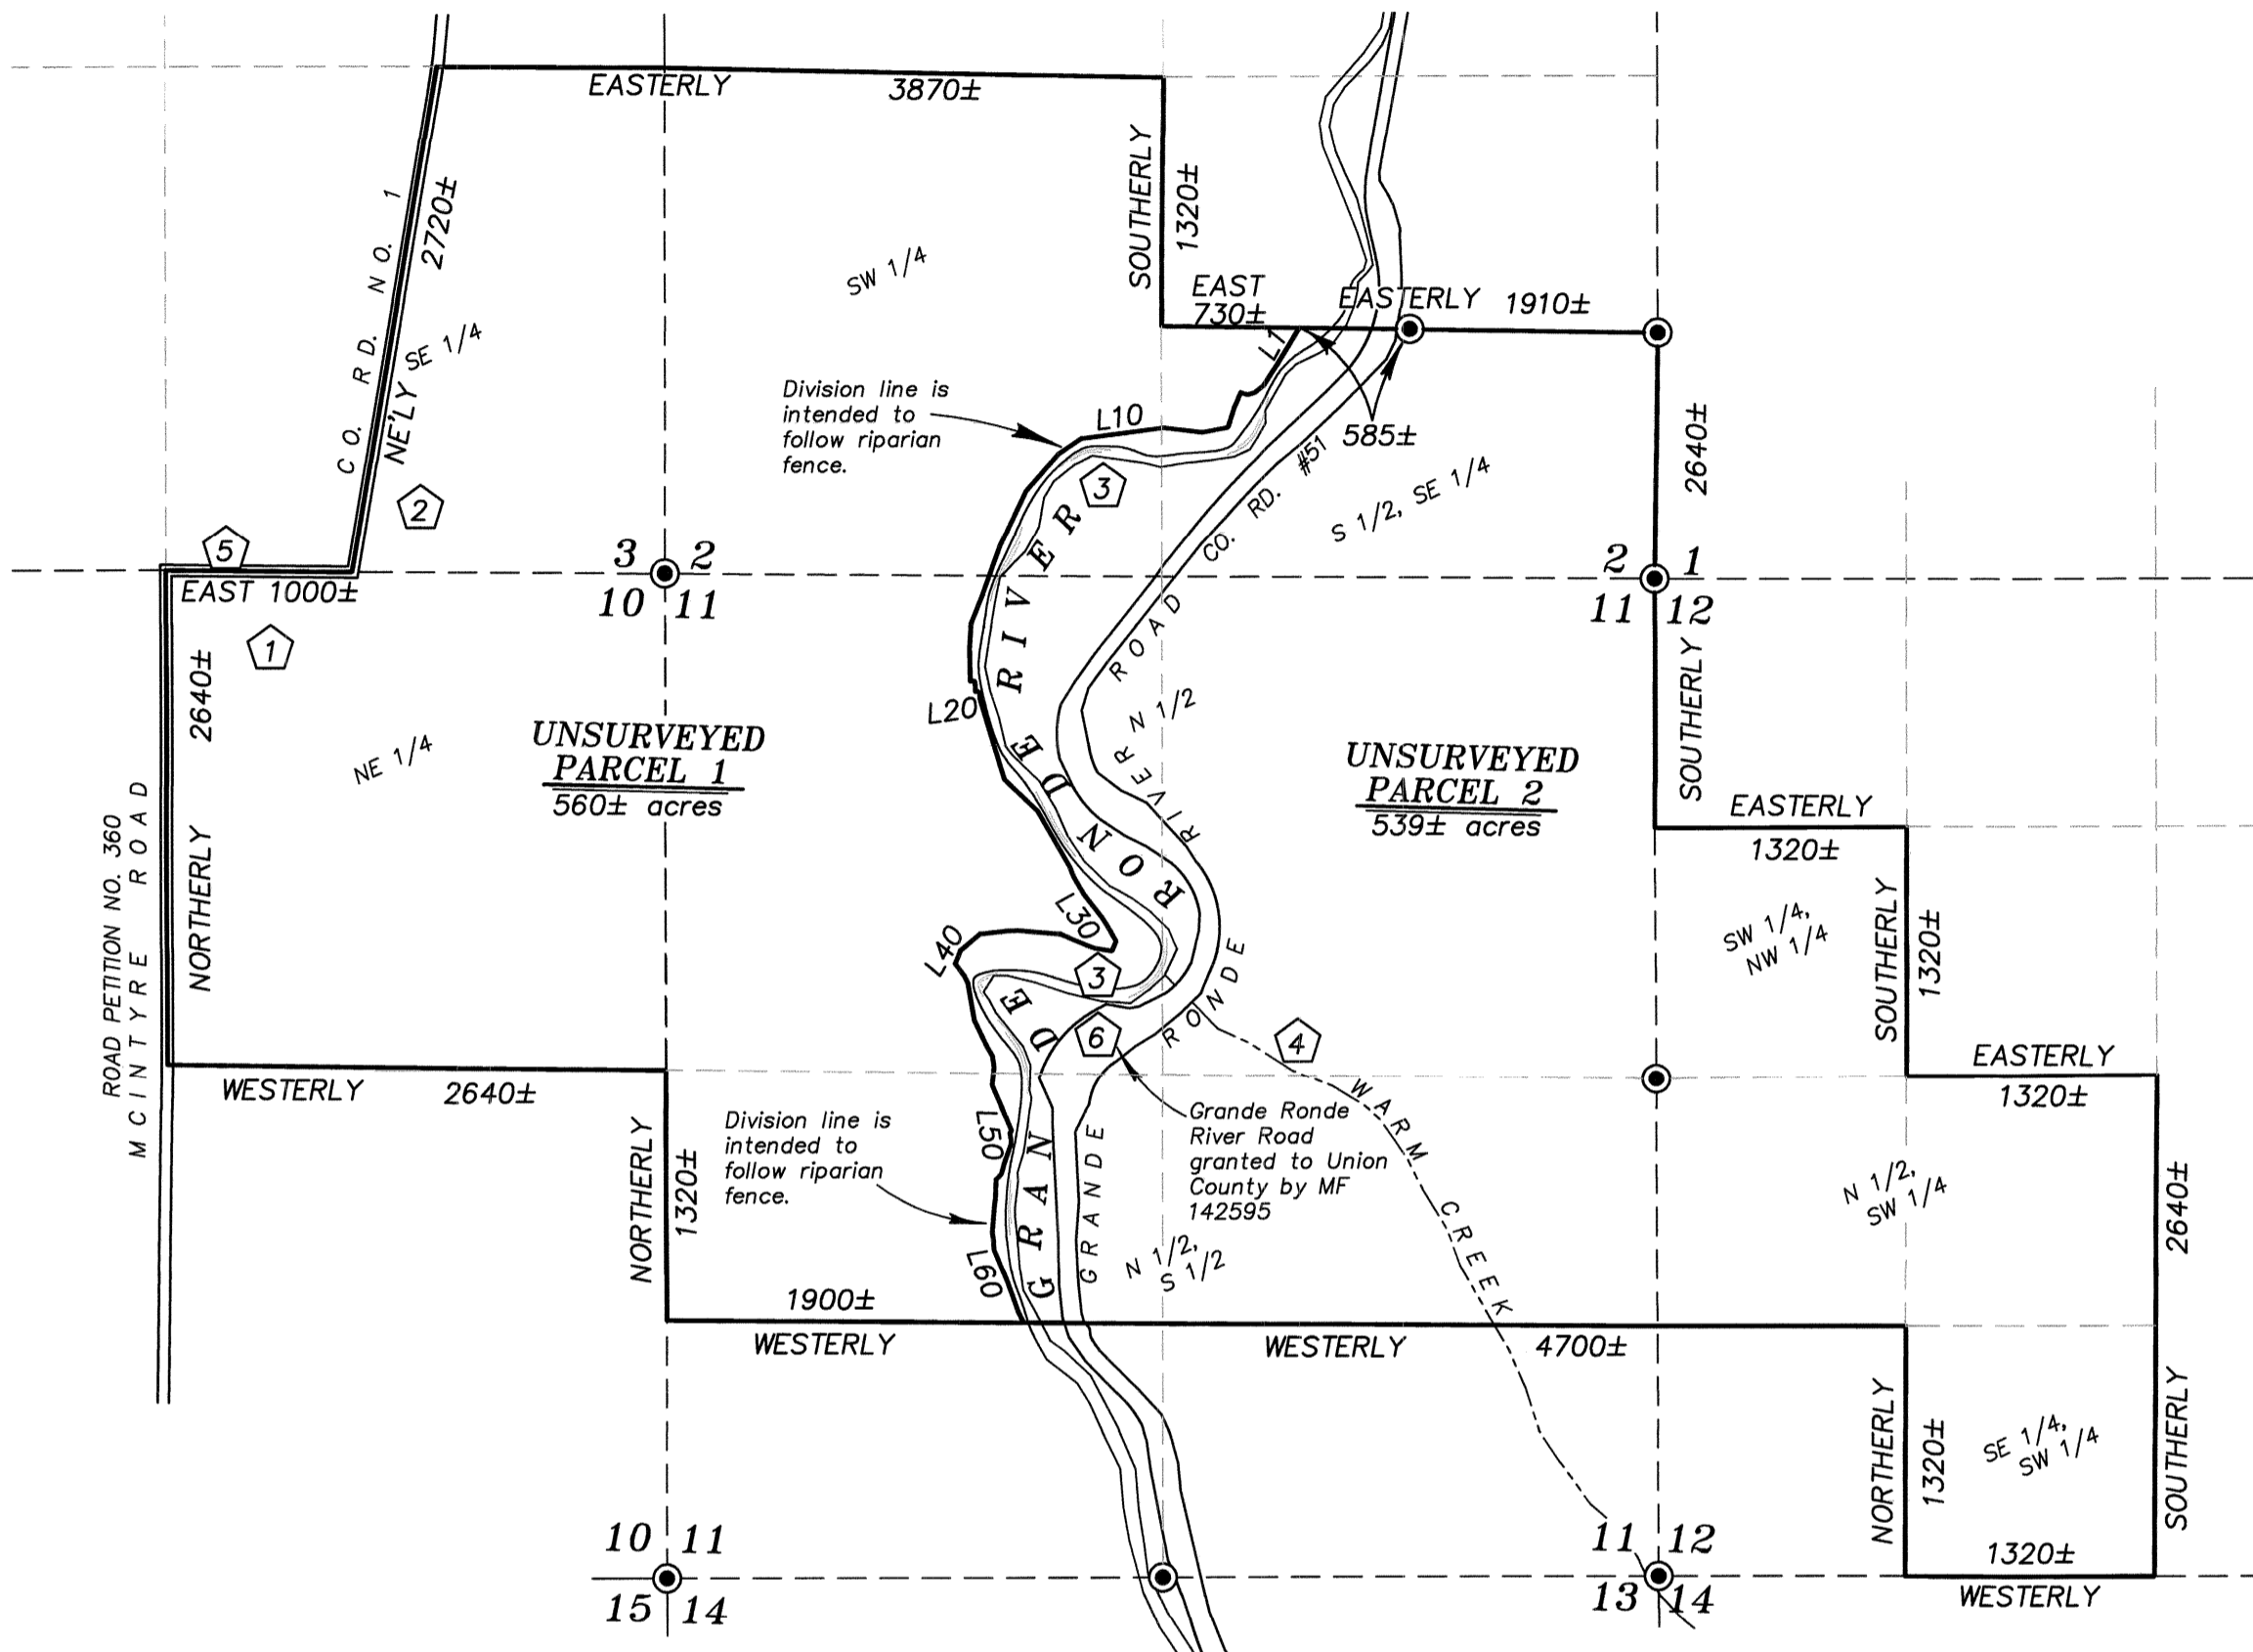 EASTERLY 3870±
SOUTHERLY
1320±
CO. RD. NO. 1
2720±
NE'LY
SE 1/4
SW 1/4
EAST
730±
EASTERLY 1910±
L1
585±
2640±
Division line is
intended to
follow riparian
fence.
L10
3
CO. RD. #51
S 1/2, SE 1/4
2
5
EAST 1000±
1
3 2
10 11
2 1
11 12
2640±
NORTHERLY
NE 1/4
ROAD PETITION NO. 360
MCINTYRE ROAD
UNSURVEYED
PARCEL 1
560± acres
L20
GRANDE RONDE RIVER
GRANDE RONDE RIVER ROAD
N 1/2
UNSURVEYED
PARCEL 2
539± acres
SOUTHERLY
EASTERLY
1320±
SW 1/4,
NW 1/4
SOUTHERLY
1320±
EASTERLY
1320±
L30
L40
3
6
4
WARM CREEK
WESTERLY 2640±
NORTHERLY
1320±
Division line is
intended to
follow riparian
fence.
L50
L60
Grande Ronde
River Road
granted to Union
County by MF
142595
N 1/2,
S 1/2
N 1/2,
SW 1/4
2640±
SOUTHERLY
1900±
WESTERLY
WESTERLY 4700±
NORTHERLY
1320±
SE 1/4,
SW 1/4
1320±
WESTERLY
10 11
15 14
11 12
13 14